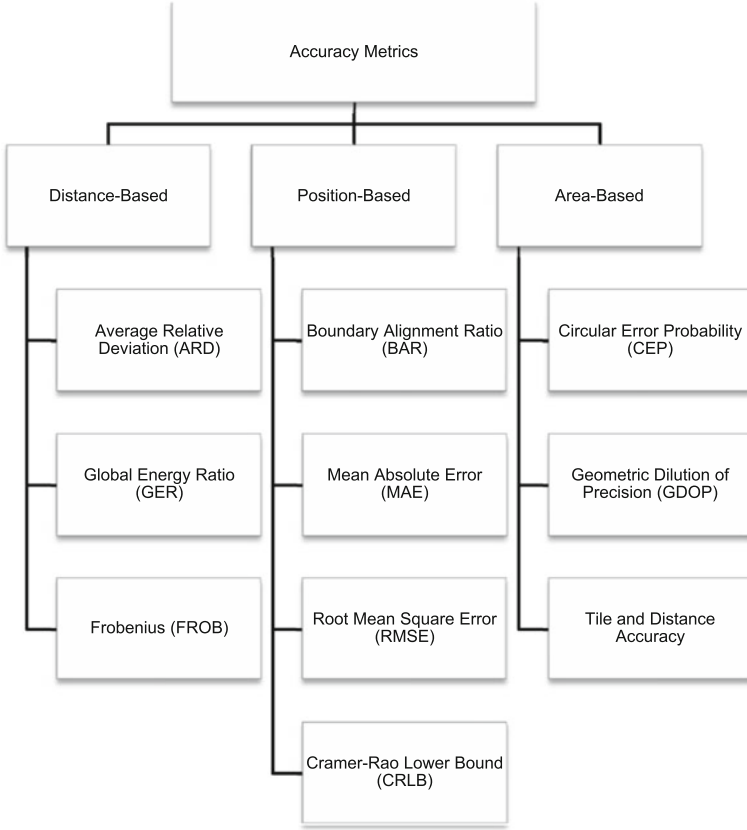 Accuracy Metrics
Distance-Based
Position-Based
Area-Based
Average Relative
Deviation (ARD)
Boundary Alignment Ratio
(BAR)
Circular Error Probability
(CEP)
Global Energy Ratio
(GER)
Mean Absolute Error
(MAE)
Geometric Dilution of
Precision (GDOP)
Frobenius (FROB)
Root Mean Square Error
(RMSE)
Tile and Distance
Accuracy
Cramer-Rao Lower Bound
(CRLB)